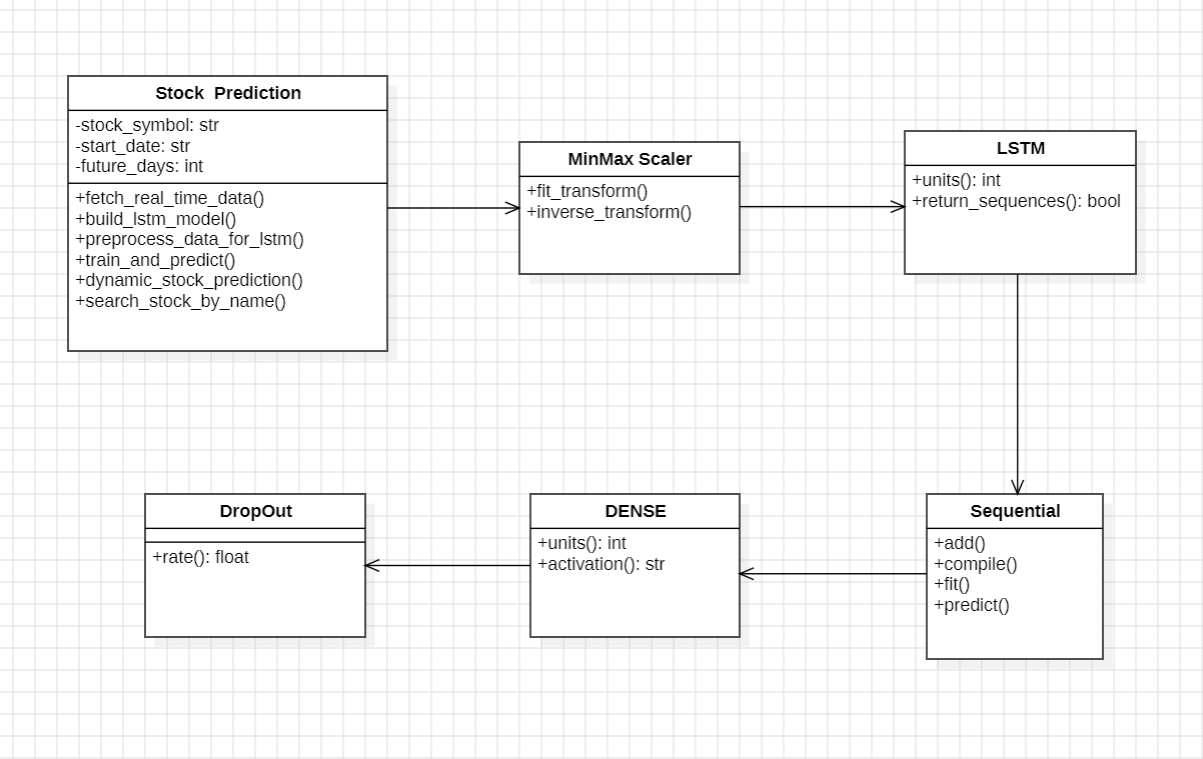 Stock Prediction
-stock_symbol: str
-start_date: str
-future_days: int
+fetch_real_time_data()
+build_lstm_model()
+preprocess_data_for_lstm()
+train_and_predict()
+dynamic_stock_prediction()
+search_stock_by_name()
MinMax Scaler
+fit_transform()
+inverse_transform()
LSTM
+units(): int
+return_sequences(): bool
DropOut
+rate(): float
DENSE
+units(): int
+activation(): str
Sequential
+add()
+compile()
+fit()
+predict()